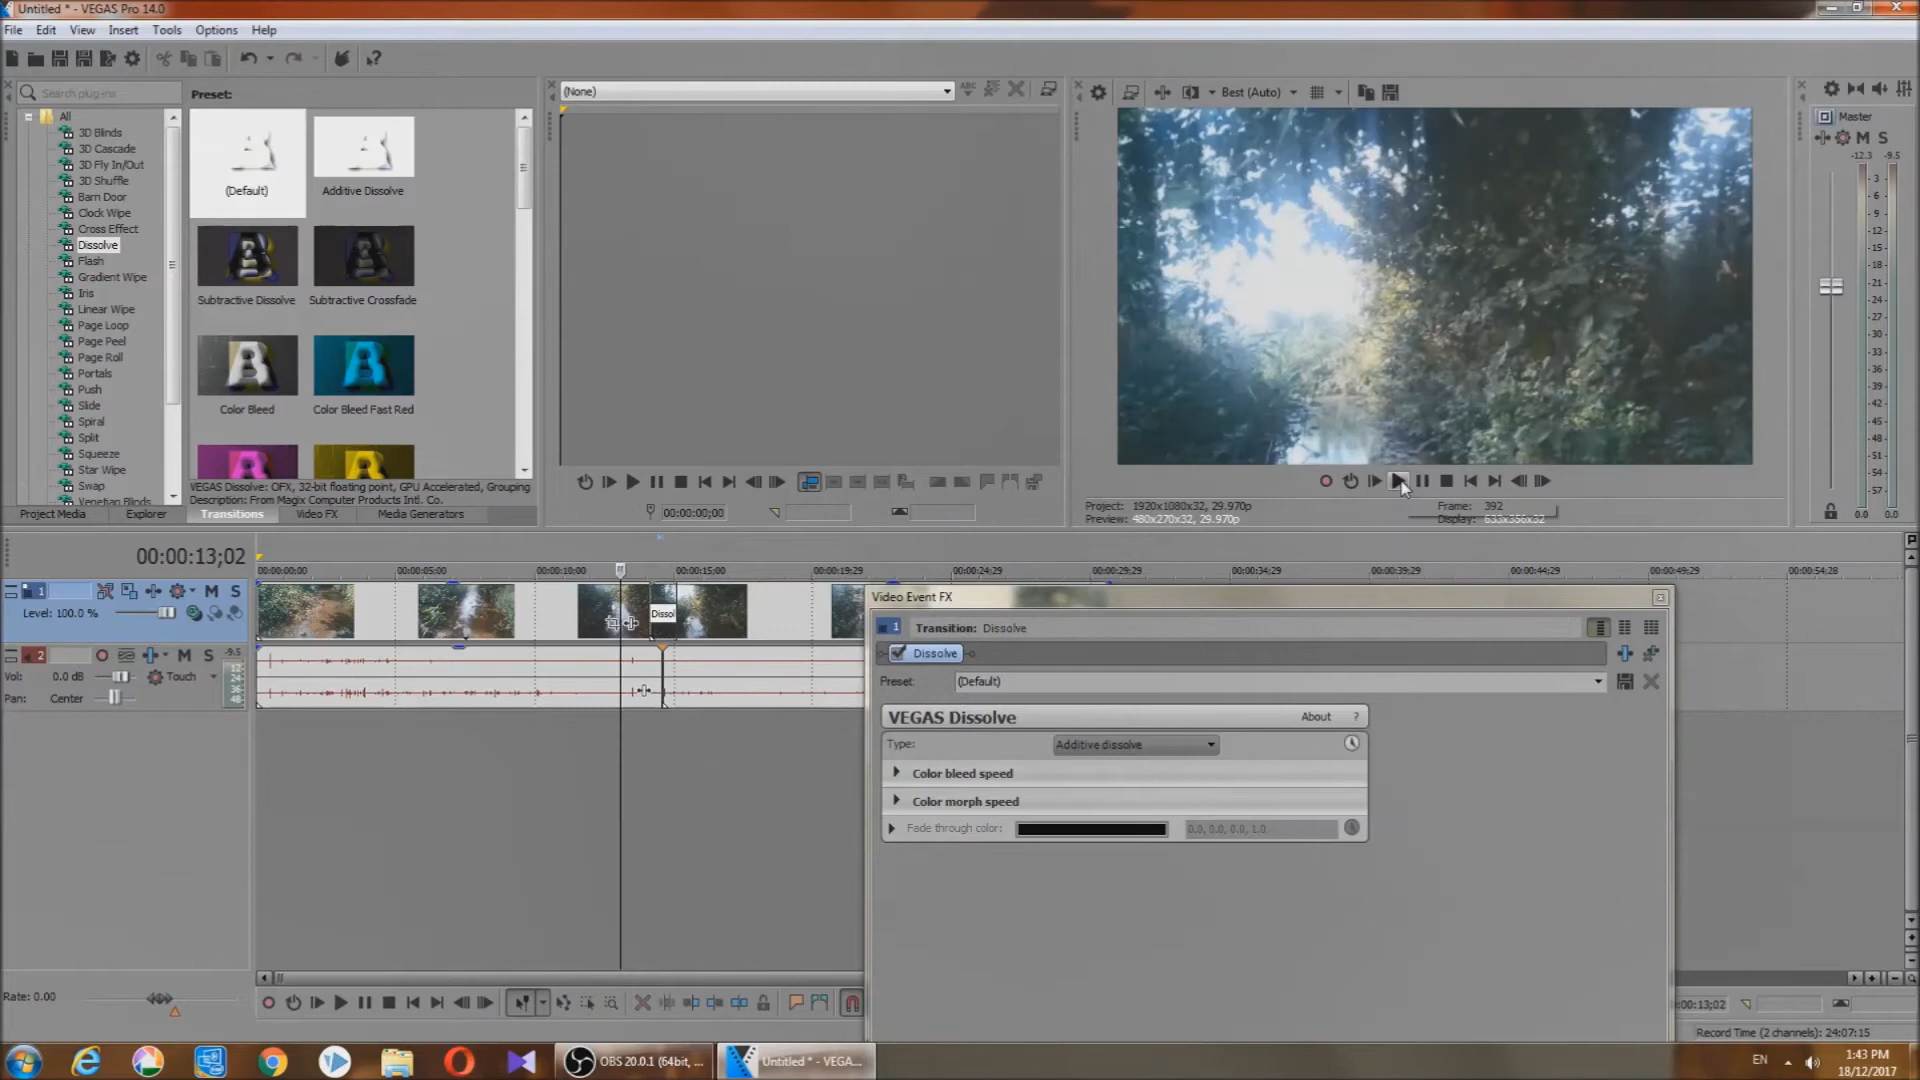 Untitled * - VEGAS Pro 14.0
File Edit View Insert Tools Options Help
Search plug-ins
Preset:
All
3D Blinds
3D Cascade
3D Fly In/Out
3D Shuffle
Barn Door
Clock Wipe
Cross Effect
Dissolve
Flash
Gradient Wipe
Iris
Linear Wipe
Page Loop
Page Peel
Page Roll
Portals
Push
Slide
Spiral
Split
Squeeze
Star Wipe
Swap
Venetian Blinds
(Default) Additive Dissolve
Subtractive Dissolve Subtractive Crossfade
Color Bleed Color Bleed Fast Red
VEGAS Dissolve: OFX, 32-bit floating point, GPU Accelerated, Grouping
Description: From Magix Computer Products Intl. Co.
Project Media Explorer Transitions Video FX Media Generators
(None)
00:00:00;00
Best (Auto)
Project: 1920x1080x32, 29.970p
Preview: 480x270x32, 29.970p
Frame: 392
Display: 633x356x32
Master
M S
-12.3 -9.5
3
6
9
12
15
18
21
24
27
30
33
36
39
42
45
48
51
54
57
0.0 0.0
00:00:13;02
00:00:00;00 00:00:05;00 00:00:10;00 00:00:15;00 00:00:19;29 00:00:24;29 00:00:29;29 00:00:34;29 00:00:39;29 00:00:44;29 00:00:49;29 00:00:54;28
1 M S
Level: 100.0 %
Dissol
2 M S -9.5
Vol: 0.0 dB Touch
Pan: Center
12
24
36
48
Video Event FX
1 Transition: Dissolve
Dissolve
Preset: (Default)
VEGAS Dissolve About ?
Type: Additive dissolve
Color bleed speed
Color morph speed
Fade through color: 0.0, 0.0, 0.0, 1.0
Rate: 0.00
:00:13;02
Record Time (2 channels): 24:07:15
OBS 20.0.1 (64bit, ...
Untitled * - VEGA...
EN
1:43 PM
18/12/2017